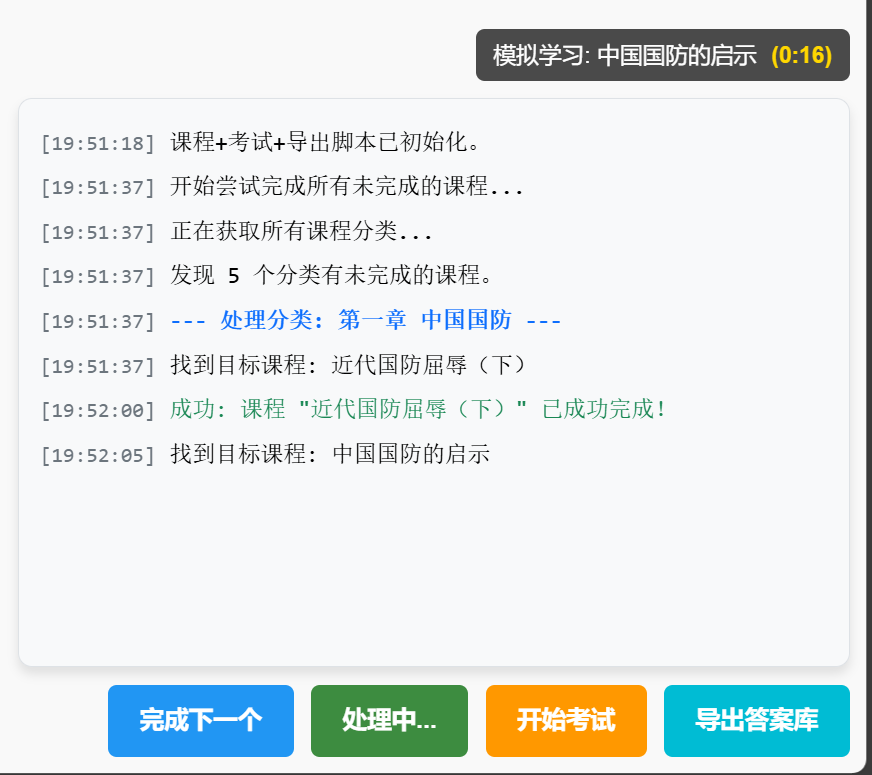 模拟学习: 中国国防的启示 (0:16)
[19:51:18] 课程+考试+导出脚本已初始化。
[19:51:37] 开始尝试完成所有未完成的课程...
[19:51:37] 正在获取所有课程分类...
[19:51:37] 发现 5 个分类有未完成的课程。
[19:51:37] --- 处理分类: 第一章 中国国防 ---
[19:51:37] 找到目标课程: 近代国防屈辱（下）
[19:52:00] 成功: 课程 "近代国防屈辱（下）" 已成功完成!
[19:52:05] 找到目标课程: 中国国防的启示
完成下一个 处理中... 开始考试 导出答案库